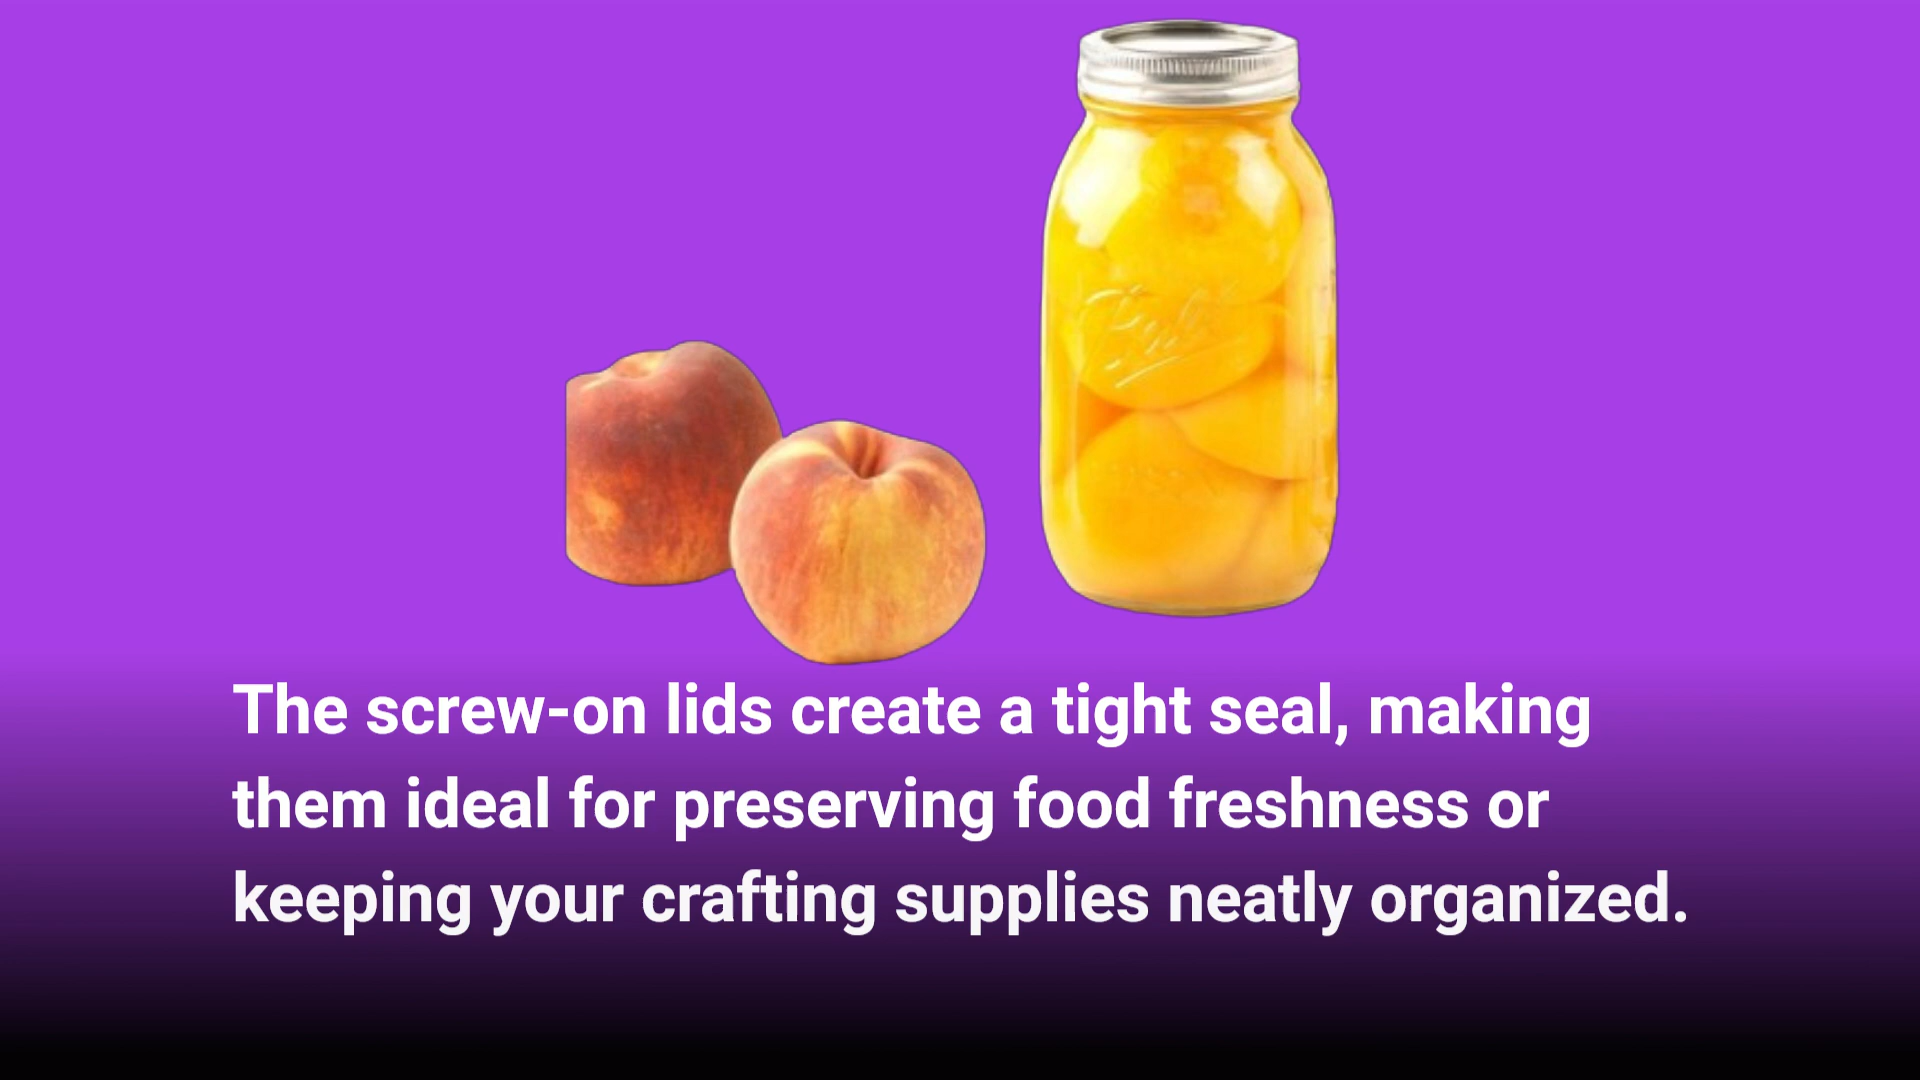 Ball
The screw-on lids create a tight seal, making
them ideal for preserving food freshness or
keeping your crafting supplies neatly organized.